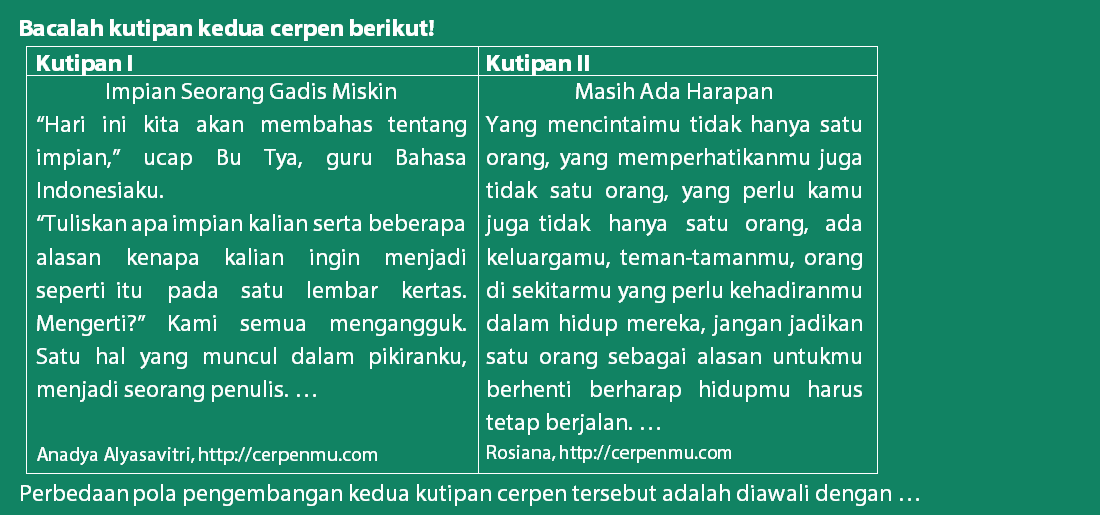 Bacalah kutipan kedua cerpen berikut!
Kutipan I
Impian Seorang Gadis Miskin
“Hari ini kita akan membahas tentang
impian,” ucap Bu Tya, guru Bahasa
Indonesiaku.
“Tuliskan apa impian kalian serta beberapa
alasan kenapa kalian ingin menjadi
seperti itu pada satu lembar kertas.
Mengerti?” Kami semua mengangguk.
Satu hal yang muncul dalam pikiranku,
menjadi seorang penulis. …
Anadya Alyasavitri, http://cerpenmu.com
Kutipan II
Masih Ada Harapan
Yang mencintaimu tidak hanya satu
orang, yang memperhatikanmu juga
tidak satu orang, yang perlu kamu
juga tidak hanya satu orang, ada
keluargamu, teman-tamanmu, orang
di sekitarmu yang perlu kehadiranmu
dalam hidup mereka, jangan jadikan
satu orang sebagai alasan untukmu
berhenti berharap hidupmu harus
tetap berjalan. …
Rosiana, http://cerpenmu.com
Perbedaan pola pengembangan kedua kutipan cerpen tersebut adalah diawali dengan …